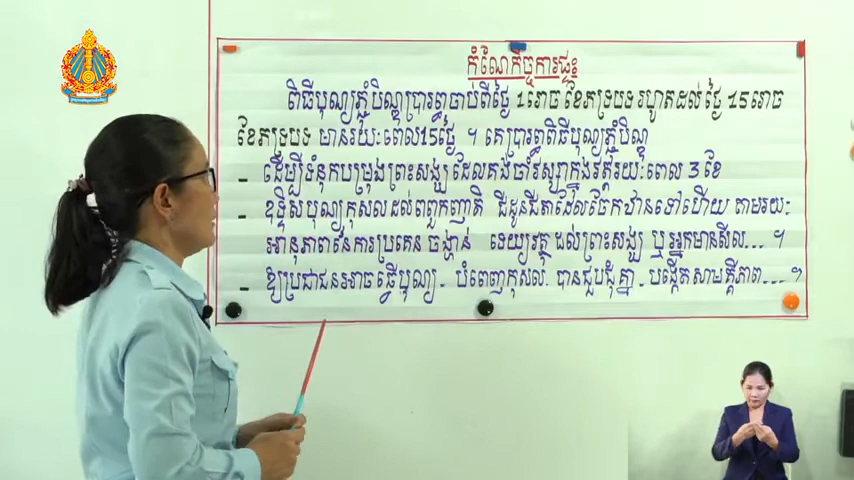 កំណែកិច្ចការផ្ទះ
ពិធីបុណ្យភ្ជុំបិណ្ឌប្រារព្ធចាប់ពីថ្ងៃ 1រោច ខែភទ្របទ រហូតដល់ថ្ងៃ 15រោច
ខែភទ្របទ មានរយៈពេល15ថ្ងៃ ។ គេប្រារព្ធពិធីបុណ្យភ្ជុំបិណ្ឌ
- ដើម្បីទំនុកបម្រុងព្រះសង្ឃ ដែលគង់ចាំវស្សាក្នុងវត្តរយៈពេល 3ខែ
- ឧទ្ទិសបុណ្យកុសលដល់ពពួកញាតិ ជីដូនជីតាដែលចែកឋានទៅហើយ តាមរយៈ
អានុភាពនៃការប្រគេន ចង្ហាន់ ទេយ្យវត្ថុ ដល់ព្រះសង្ឃ ឬ អ្នកមានសីល... ។
- ឱ្យប្រជាជនអាចធ្វើបុណ្យ - បំពេញកុសល បានជួបជុំគ្នា - បង្កើតសាមគ្គីភាព... ។